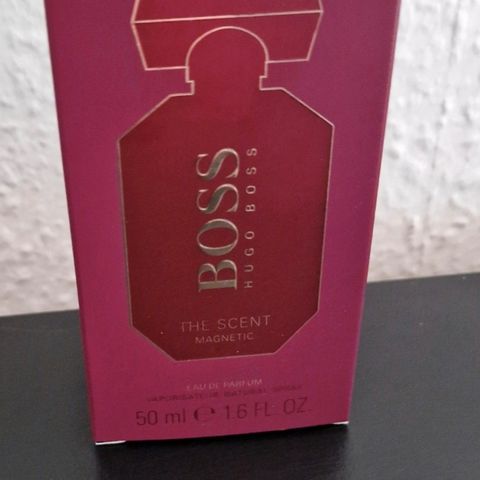 BOSS
HUGO BOSS
THE SCENT
MAGNETIC
EAU DE PARFUM
VAPORISATEUR NATURAL SPRAY
50 ml ℮ 1.6 FL. OZ.